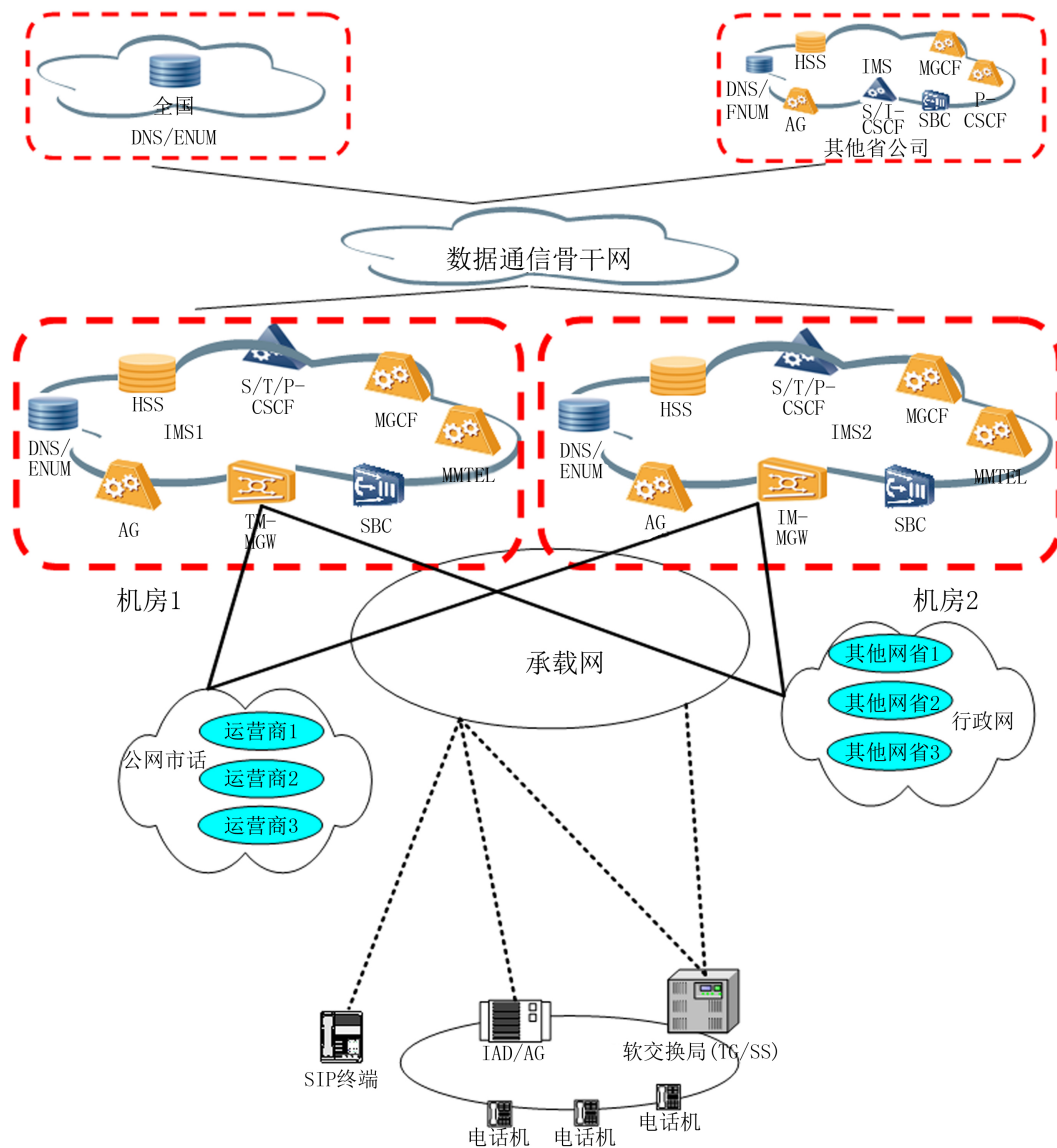 全国
DNS/ENUM
HSS
IMS
MGCF
DNS/
FNUM
AG
S/I-
CSCF
SBC
P-
CSCF
其他省公司
数据通信骨干网
HSS
S/T/P-
CSCF
MGCF
DNS/
ENUM
IMS1
MMTEL
AG
TM-
MGW
SBC
HSS
S/T/P-
CSCF
MGCF
DNS/
ENUM
IMS2
MMTEL
AG
IM-
MGW
SBC
机房1
机房2
承载网
公网市话
运营商1
运营商2
运营商3
其他网省1
其他网省2
其他网省3
行政网
SIP终端
IAD/AG
软交换局(TG/SS)
电话机
电话机
电话机